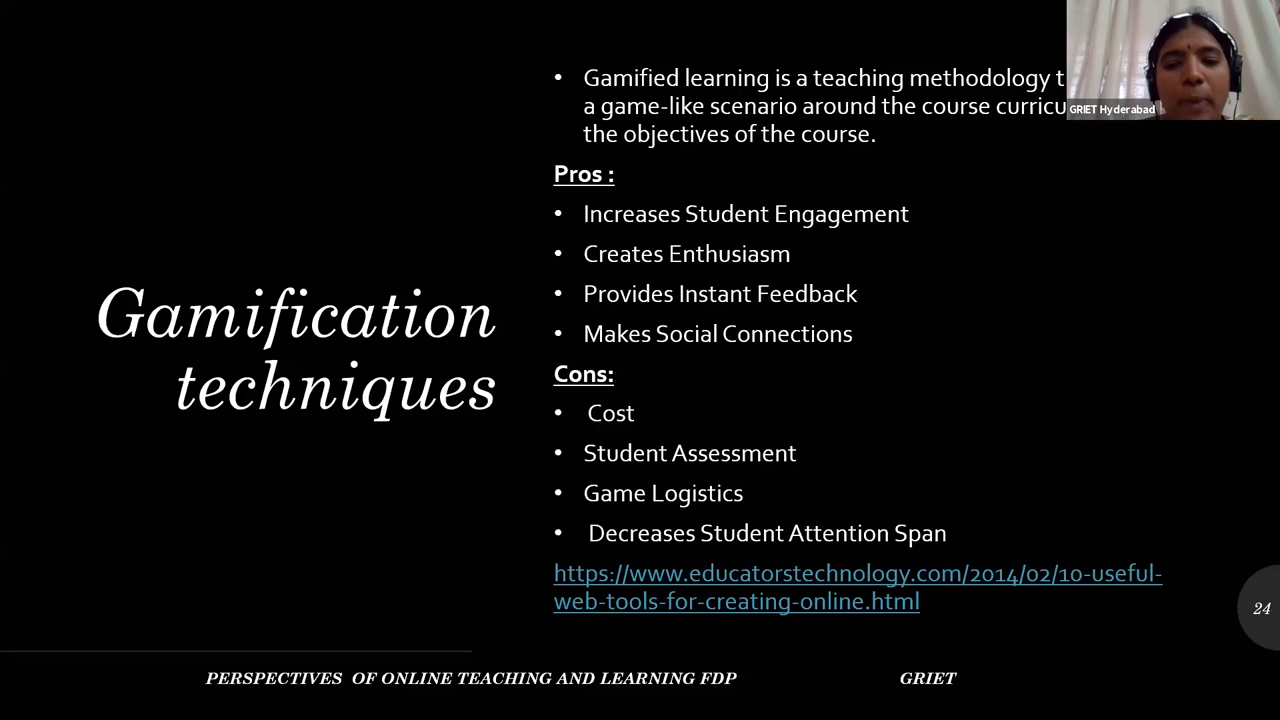 • Gamified learning is a teaching methodology
a game-like scenario around the course
the objectives of the course.
GRIET Hyderabad
Pros :
• Increases Student Engagement
• Creates Enthusiasm
• Provides Instant Feedback
• Makes Social Connections
Gamification
techniques
Cons:
• Cost
• Student Assessment
• Game Logistics
• Decreases Student Attention Span
https://www.educatorstechnology.com/2014/02/10-useful-
web-tools-for-creating-online.html
24
PERSPECTIVES OF ONLINE TEACHING AND LEARNING FDP GRIET